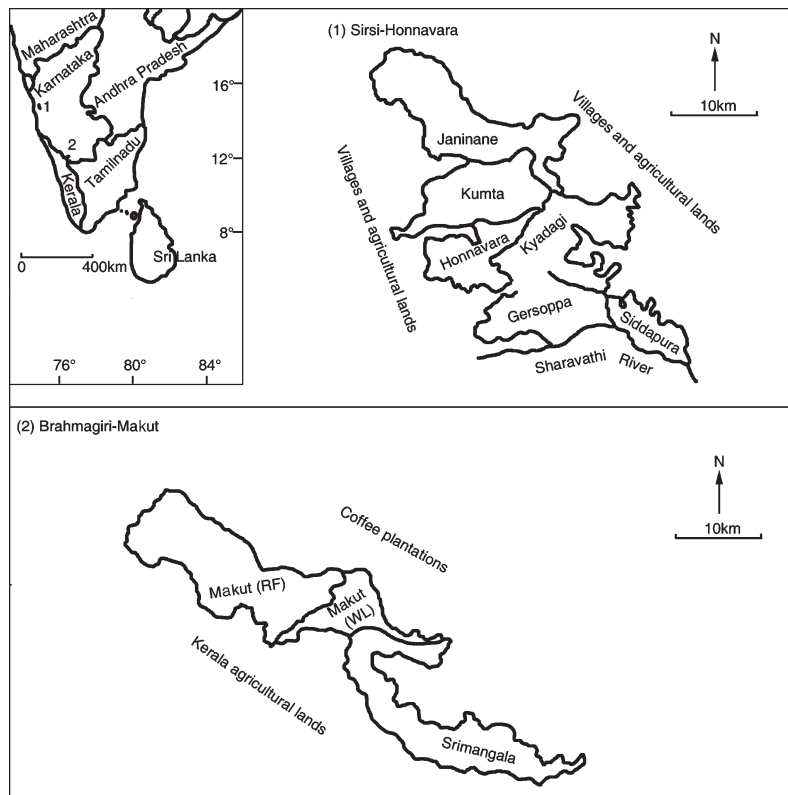 Maharashtra
Karnataka
Andhra Pradesh
1
2
Tamilnadu
Kerala
Sri Lanka
0
400km
16°
12°
8°
76°
80°
84°
(1) Sirsi-Honnavara
N
10km
Janinane
Kumta
Honnavara
Kyadagi
Gersoppa
Siddapura
Sharavathi River
Villages and agricultural lands
Villages and agricultural lands
(2) Brahmagiri-Makut
N
10km
Coffee plantations
Makut (RF)
Makut
(WL)
Kerala agricultural lands
Srimangala